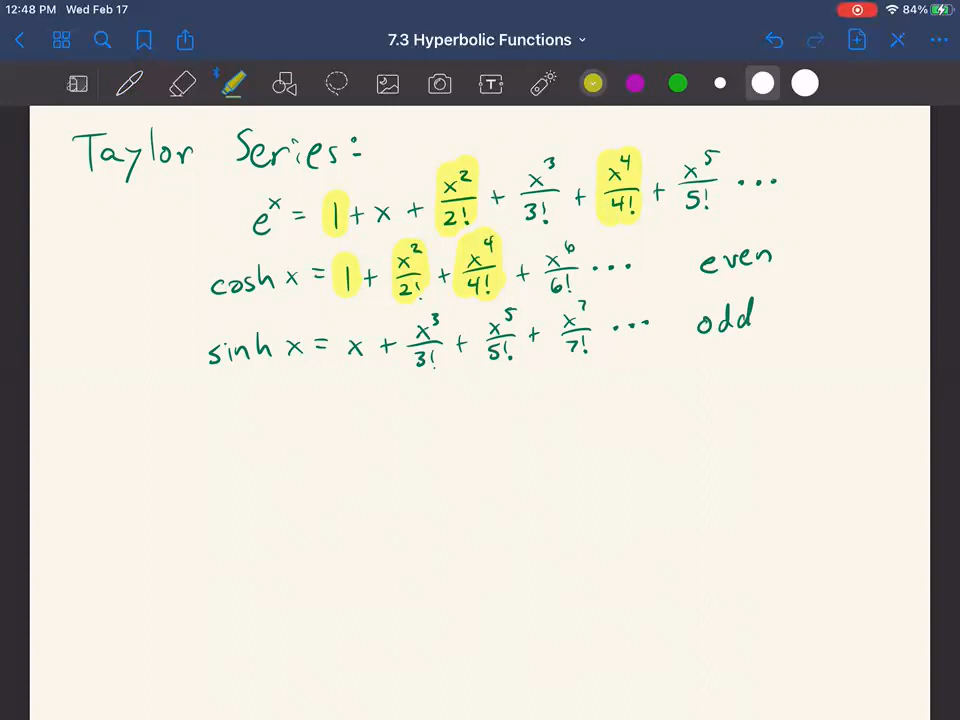 12:48 PM Wed Feb 17 84%
7.3 Hyperbolic Functions
Taylor Series:
e^x = 1 + x + x^2/2! + x^3/3! + x^4/4! + x^5/5! ...
cosh x = 1 + x^2/2! + x^4/4! + x^6/6! ... even
sinh x = x + x^3/3! + x^5/5! + x^7/7! ... odd